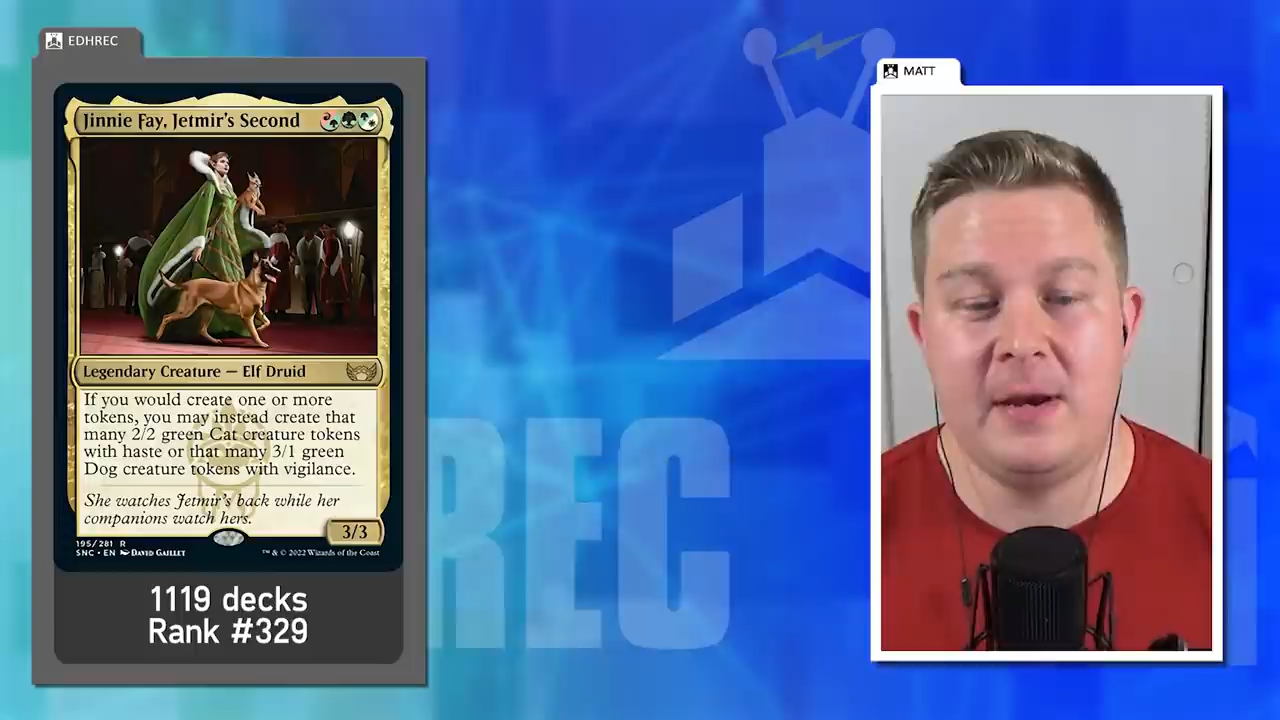 EDHREC
Jinnie Fay, Jetmir's Second
Legendary Creature — Elf Druid
If you would create one or more
tokens, you may instead create that
many 2/2 green Cat creature tokens
with haste or that many 3/1 green
Dog creature tokens with vigilance.
She watches Jetmir's back while her
companions watch hers.
3/3
195/281 R
SNC • EN DAVID GAILLET
™ & © 2022 Wizards of the Coast
1119 decks
Rank #329
MATT
REC